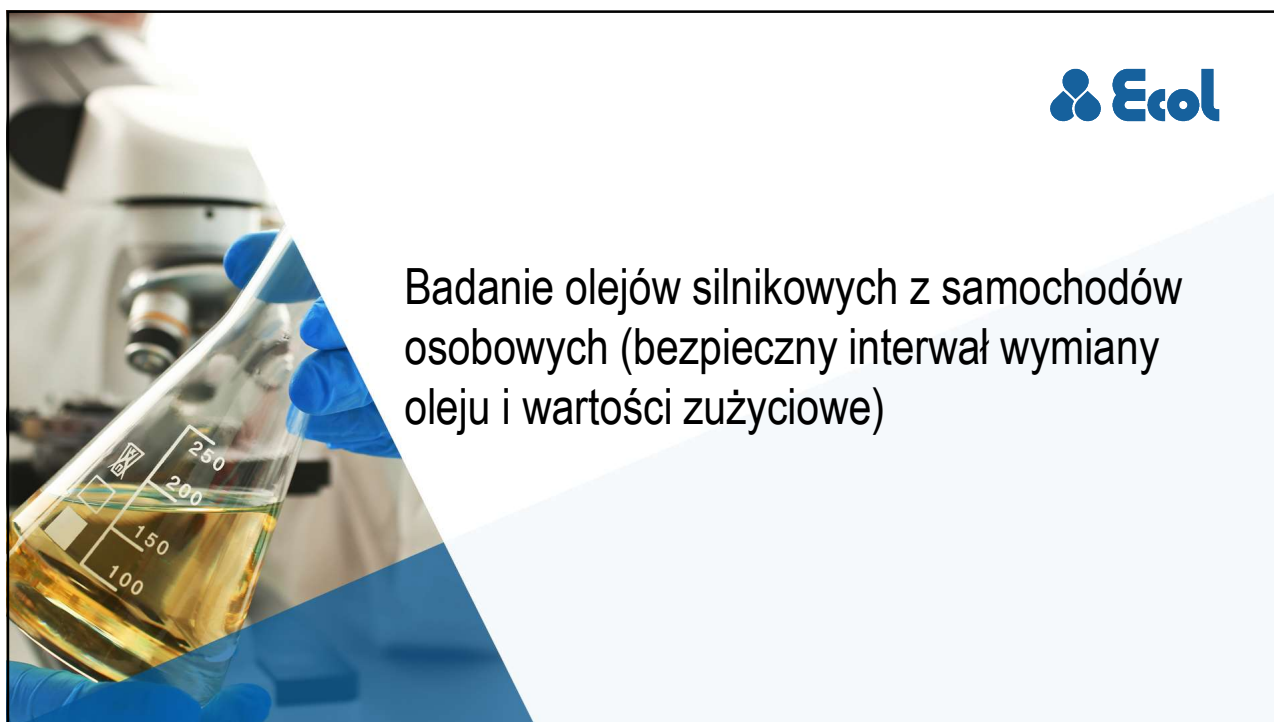 Ecol
Badanie olejów silnikowych z samochodów
osobowych (bezpieczny interwał wymiany
oleju i wartości zużyciowe)
250
200
150
100